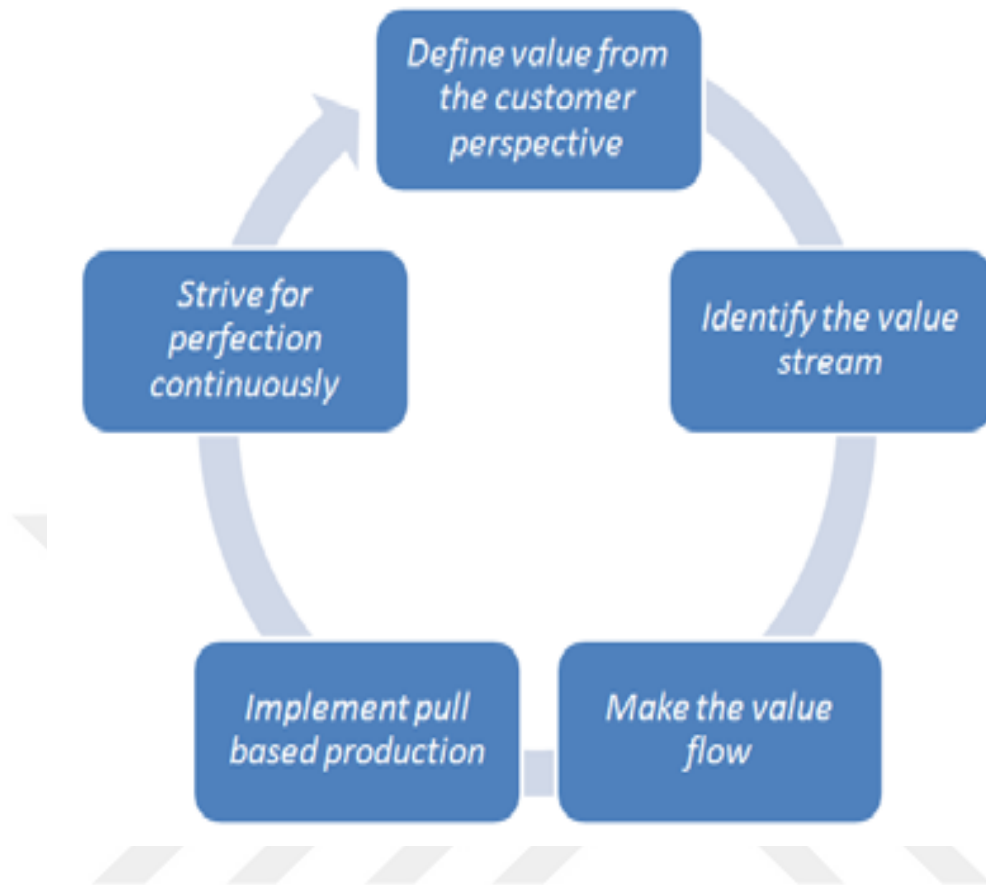 Define value from
the customer
perspective
Identify the value
stream
Make the value
flow
Implement pull
based production
Strive for
perfection
continuously